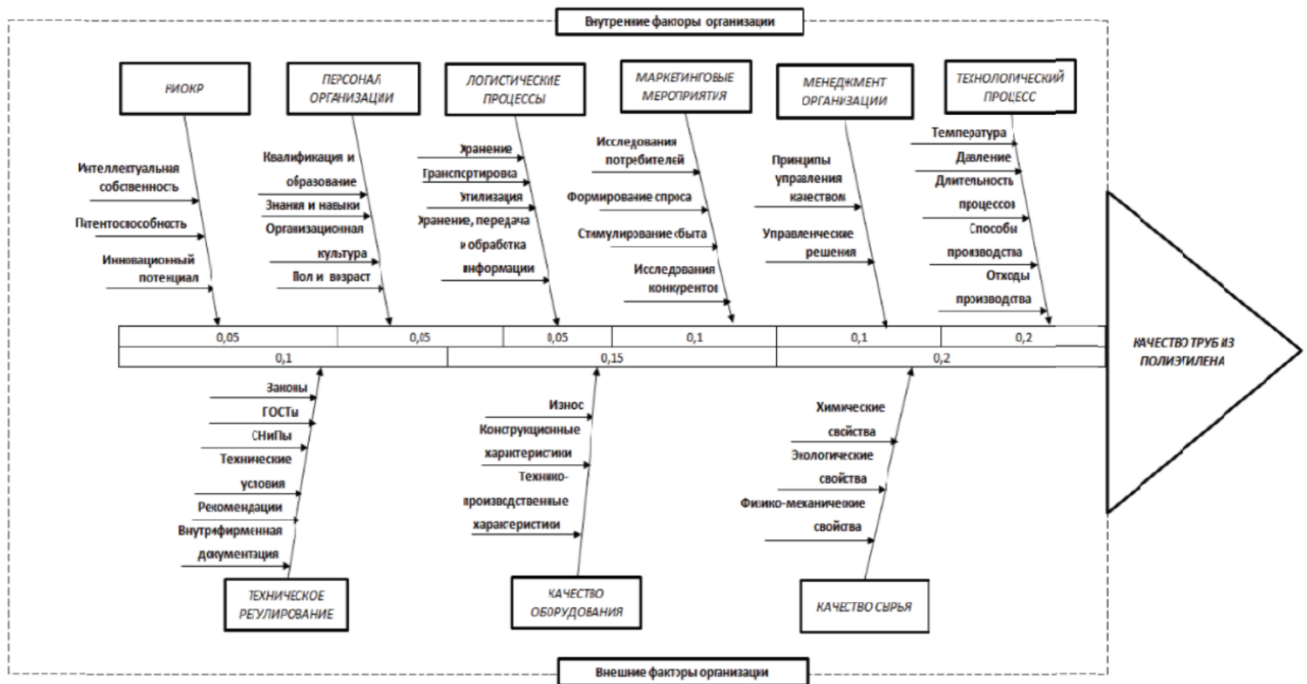 Внутренние факторы организации
НИОКР
ПЕРСОНАЛ
ОРГАНИЗАЦИИ
ЛОГИСТИЧЕСКИЕ
ПРОЦЕССЫ
МАРКЕТИНГОВЫЕ
МЕРОПРИЯТИЯ
МЕНЕДЖМЕНТ
ОРГАНИЗАЦИИ
ТЕХНОЛОГИЧЕСКИЙ
ПРОЦЕСС
Интеллектуальная
собственность
Патентоспособность
Инновационный
потенциал
Квалификация и
образование
Знания и навыки
Организационная
культура
Пол и возраст
Хранение
Транспортировка
Утилизация
Хранение, передача
и обработка
информации
Исследования
потребителей
Формирование спроса
Стимулирование сбыта
Исследования
конкурентов
Принципы
управления
качеством
Управленческие
решения
Температура
Давление
Длительность
процессов
Способы
производства
Отходы
производства
0,05
0,05
0,05
0,1
0,1
0,2
0,1
0,15
0,2
КАЧЕСТВО ТРУБ ИЗ
ПОЛИЭТИЛЕНА
Законы
ГОСТы
СНиПы
Технические
условия
Рекомендации
Внутрифирменная
документация
Износ
Конструкционные
характеристики
Технико-
производственные
характеристики
Химические
свойства
Экологические
свойства
Физико-механические
свойства
ТЕХНИЧЕСКОЕ
РЕГУЛИРОВАНИЕ
КАЧЕСТВО
ОБОРУДОВАНИЯ
КАЧЕСТВО СЫРЬЯ
Внешние факторы организации